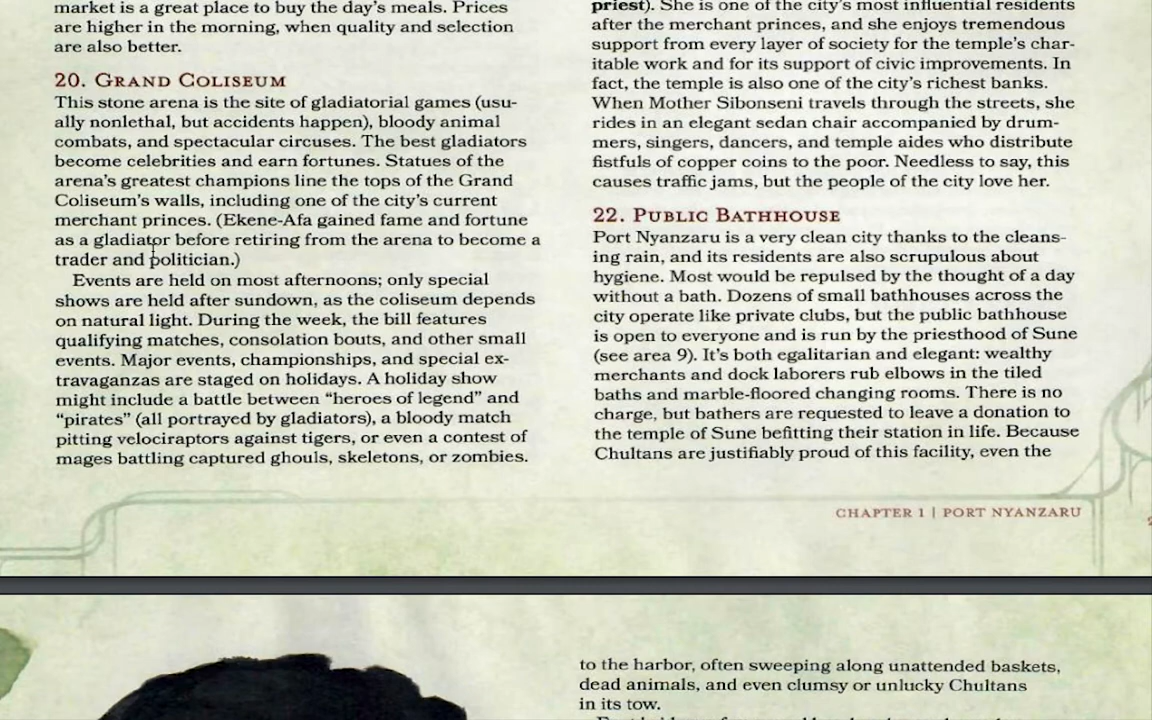 market is a great place to buy the day's meals. Prices
are higher in the morning, when quality and selection
are also better.
20. GRAND COLISEUM
This stone arena is the site of gladiatorial games (usu-
ally nonlethal, but accidents happen), bloody animal
combats, and spectacular circuses. The best gladiators
become celebrities and earn fortunes. Statues of the
arena's greatest champions line the tops of the Grand
Coliseum's walls, including one of the city's current
merchant princes. (Ekene-Afa gained fame and fortune
as a gladiator before retiring from the arena to become a
trader and politician.)
Events are held on most afternoons; only special
shows are held after sundown, as the coliseum depends
on natural light. During the week, the bill features
qualifying matches, consolation bouts, and other small
events. Major events, championships, and special ex-
travaganzas are staged on holidays. A holiday show
might include a battle between “heroes of legend” and
“pirates” (all portrayed by gladiators), a bloody match
pitting velociraptors against tigers, or even a contest of
mages battling captured ghouls, skeletons, or zombies.
priest). She is one of the city's most influential residents
after the merchant princes, and she enjoys tremendous
support from every layer of society for the temple's char-
itable work and for its support of civic improvements. In
fact, the temple is also one of the city's richest banks.
When Mother Sibonseni travels through the streets, she
rides in an elegant sedan chair accompanied by drum-
mers, singers, dancers, and temple aides who distribute
fistfuls of copper coins to the poor. Needless to say, this
causes traffic jams, but the people of the city love her.
22. PUBLIC BATHHOUSE
Port Nyanzaru is a very clean city thanks to the cleans-
ing rain, and its residents are also scrupulous about
hygiene. Most would be repulsed by the thought of a day
without a bath. Dozens of small bathhouses across the
city operate like private clubs, but the public bathhouse
is open to everyone and is run by the priesthood of Sune
(see area 9). It's both egalitarian and elegant: wealthy
merchants and dock laborers rub elbows in the tiled
baths and marble-floored changing rooms. There is no
charge, but bathers are requested to leave a donation to
the temple of Sune befitting their station in life. Because
Chultans are justifiably proud of this facility, even the
CHAPTER 1 | PORT NYANZARU
to the harbor, often sweeping along unattended baskets,
dead animals, and even clumsy or unlucky Chultans
in its tow.